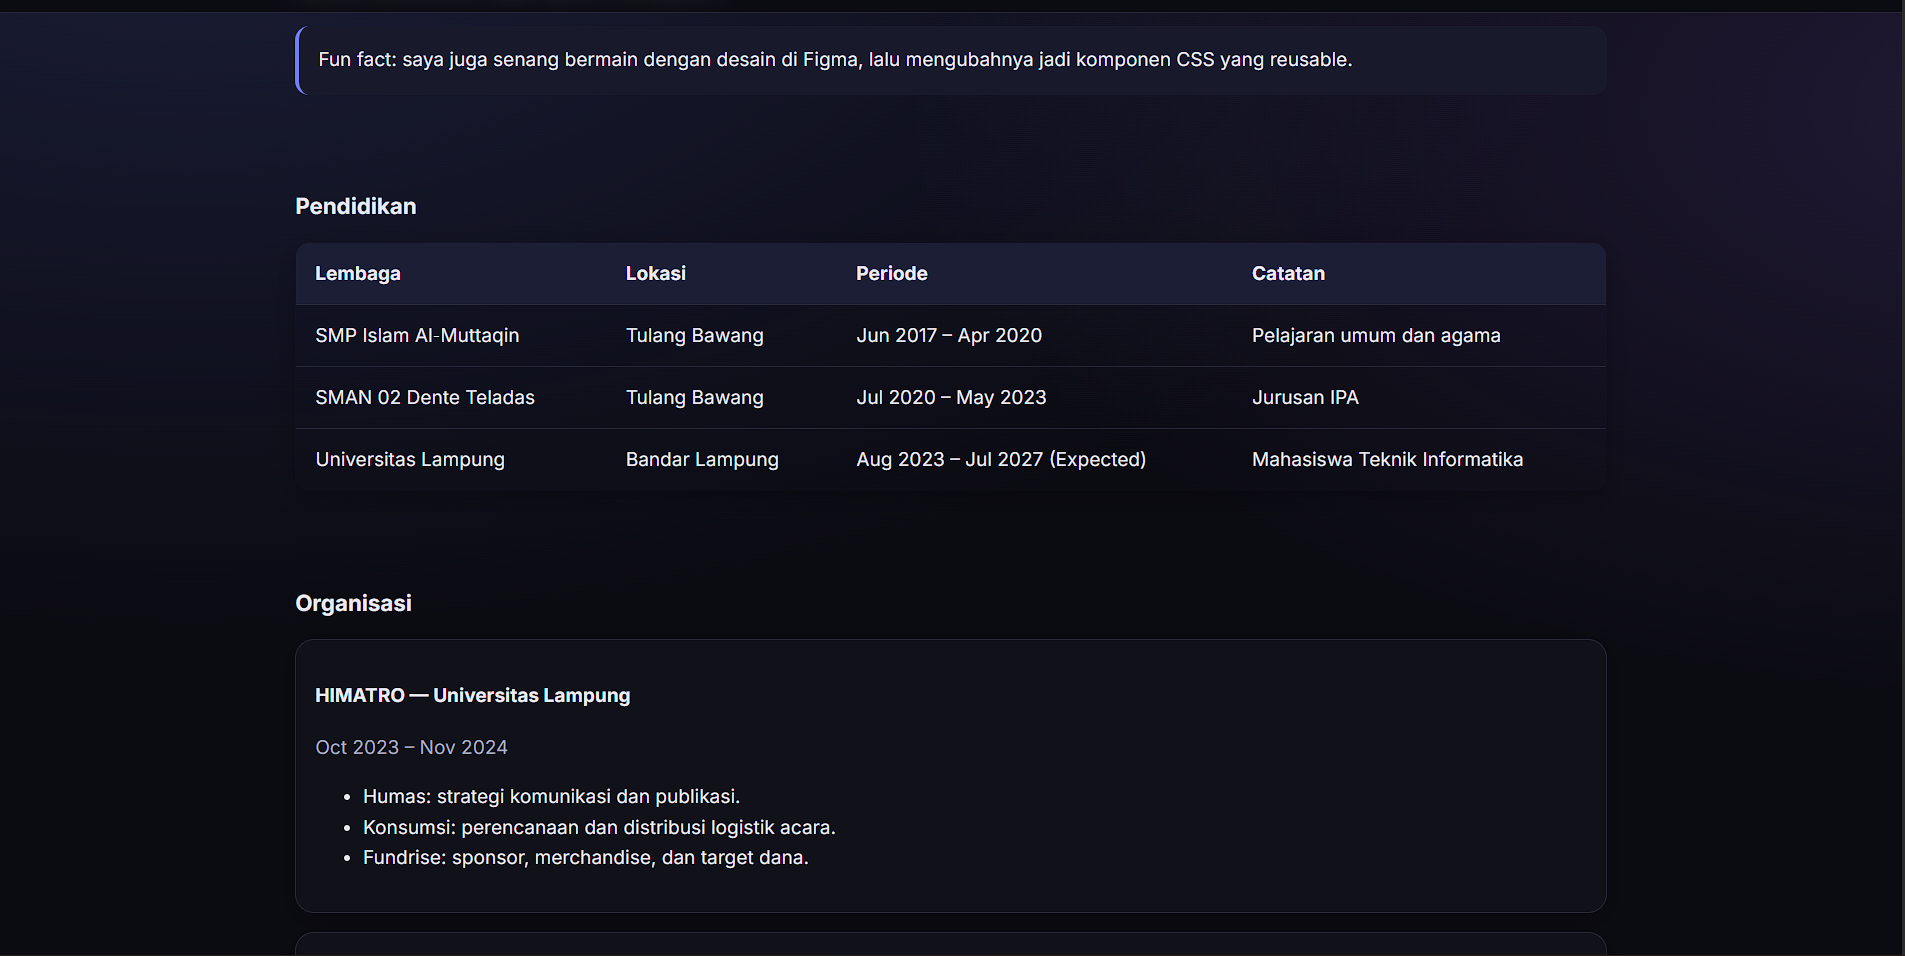 Fun fact: saya juga senang bermain dengan desain di Figma, lalu mengubahnya jadi komponen CSS yang reusable.
Pendidikan
Lembaga Lokasi Periode Catatan
SMP Islam Al-Muttaqin Tulang Bawang Jun 2017 – Apr 2020 Pelajaran umum dan agama
SMAN 02 Dente Teladas Tulang Bawang Jul 2020 – May 2023 Jurusan IPA
Universitas Lampung Bandar Lampung Aug 2023 – Jul 2027 (Expected) Mahasiswa Teknik Informatika
Organisasi
HIMATRO — Universitas Lampung
Oct 2023 – Nov 2024
• Humas: strategi komunikasi dan publikasi.
• Konsumsi: perencanaan dan distribusi logistik acara.
• Fundrise: sponsor, merchandise, dan target dana.